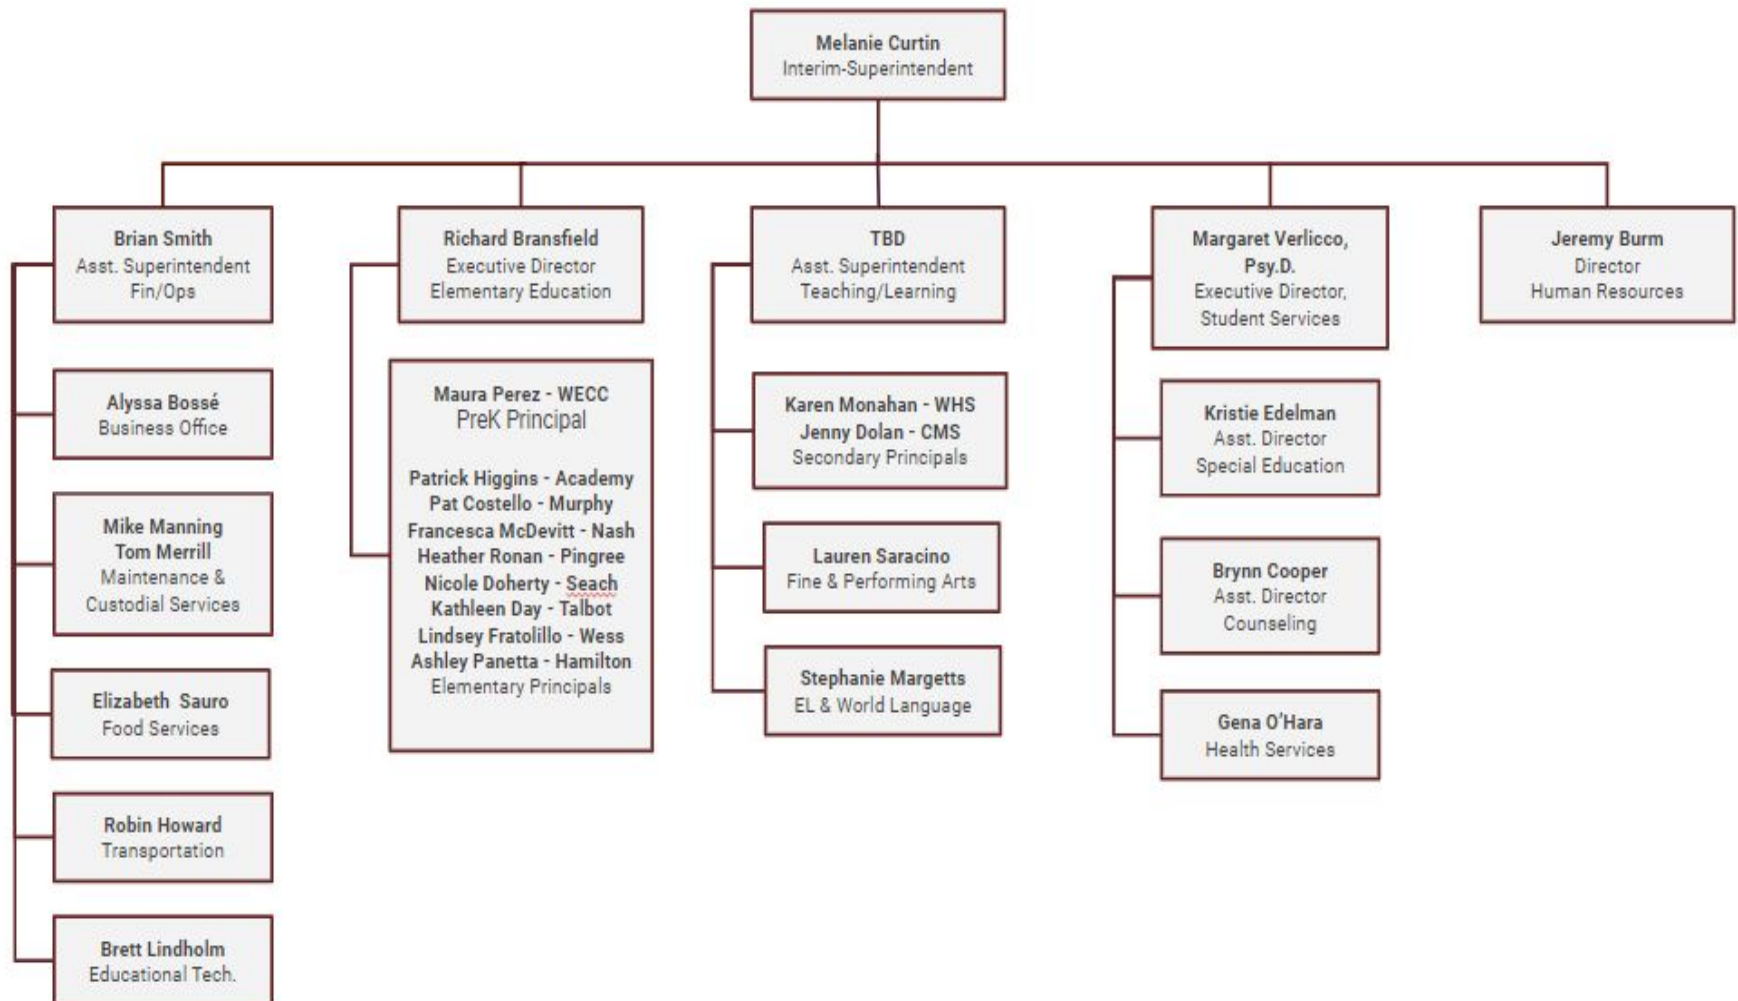 Melanie Curtin
Interim-Superintendent
Brian Smith
Asst. Superintendent
Fin/Ops
Alyssa Bossé
Business Office
Mike Manning
Tom Merrill
Maintenance &
Custodial Services
Elizabeth Sauro
Food Services
Robin Howard
Transportation
Brett Lindholm
Educational Tech.
Richard Bransfield
Executive Director
Elementary Education
Maura Perez - WECC
PreK Principal
Patrick Higgins - Academy
Pat Costello - Murphy
Francesca McDevitt - Nash
Heather Ronan - Pingree
Nicole Doherty - Seach
Kathleen Day - Talbot
Lindsey Fratolillo - Wess
Ashley Panetta - Hamilton
Elementary Principals
TBD
Asst. Superintendent
Teaching/Learning
Karen Monahan - WHS
Jenny Dolan - CMS
Secondary Principals
Lauren Saracino
Fine & Performing Arts
Stephanie Margetts
EL & World Language
Margaret Verlicco,
Psy.D.
Executive Director,
Student Services
Kristie Edelman
Asst. Director
Special Education
Brynn Cooper
Asst. Director
Counseling
Gena O'Hara
Health Services
Jeremy Burm
Director
Human Resources